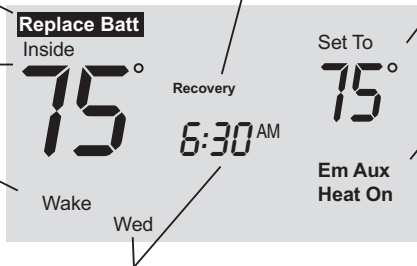 Replace Batt
Inside
75°
Recovery
6:30 AM
Wake
Wed
Set To
75°
Em Aux
Heat On